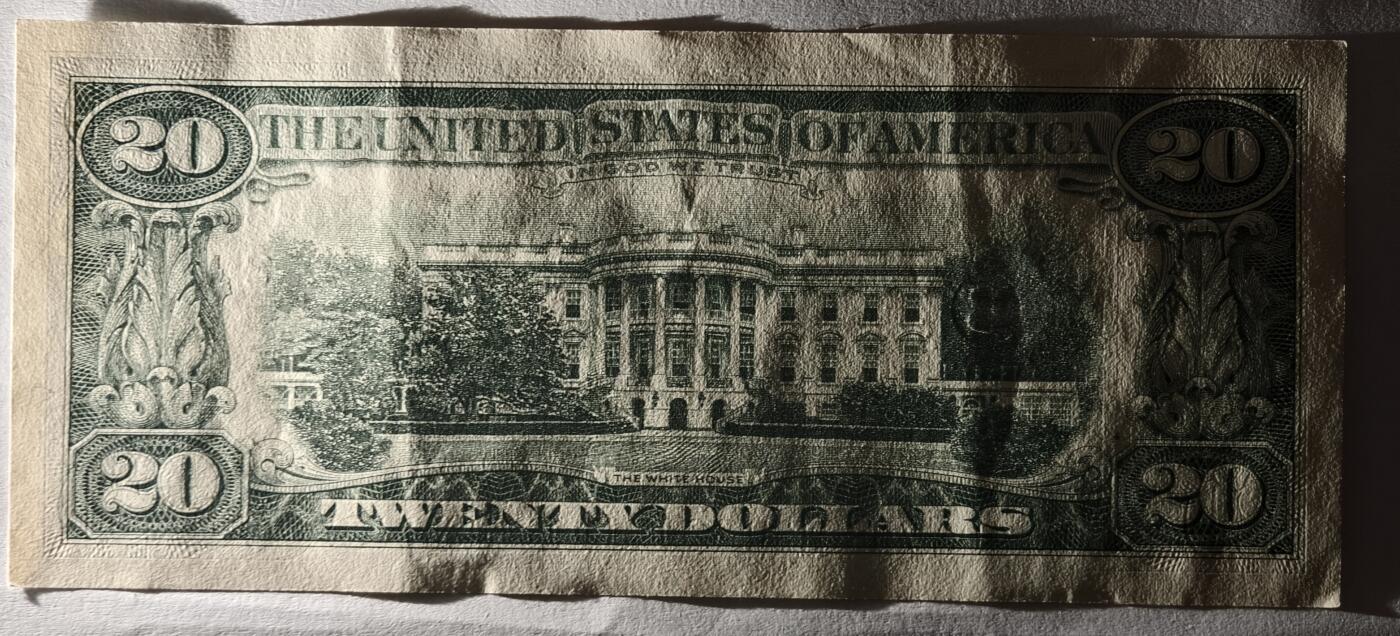 20 THE UNITED STATES OF AMERICA 20
IN GOD WE TRUST
THE WHITE HOUSE
20 TWENTY DOLLARS 20